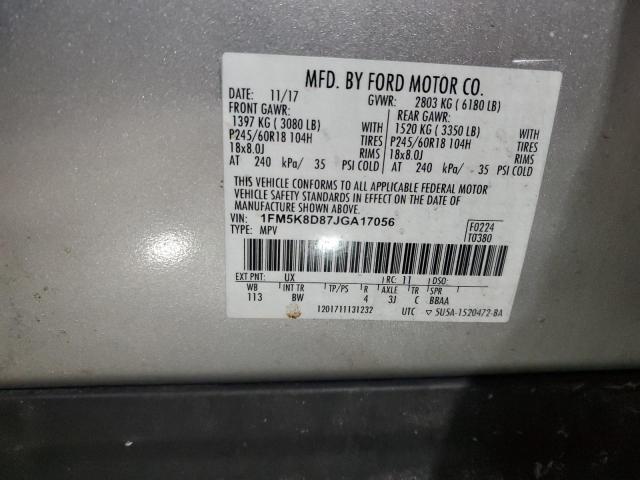 MFD. BY FORD MOTOR CO.
DATE: 11/17 GVWR: 2803 KG ( 6180 LB)
FRONT GAWR: REAR GAWR:
1397 KG ( 3080 LB) WITH 1520 KG ( 3350 LB) WITH
P245/60R18 104H TIRES P245/60R18 104H TIRES
18x8.0J RIMS 18x8.0J RIMS
AT 240 kPa/ 35 PSI COLD AT 240 kPa/ 35 PSI COLD
THIS VEHICLE CONFORMS TO ALL APPLICABLE FEDERAL MOTOR
VEHICLE SAFETY STANDARDS IN EFFECT ON THE DATE OF
MANUFACTURE SHOWN ABOVE.
VIN: 1FM5K8D87JGA17056 F0224
TYPE: MPV T0380
EXT PNT: UX RC: 11 DSO:
WB INT TR TP/PS R AXLE TR SPR
113 BW 4 3J C BBAA
1201711131232 UTC ▽ 5U5A-1520472-BA